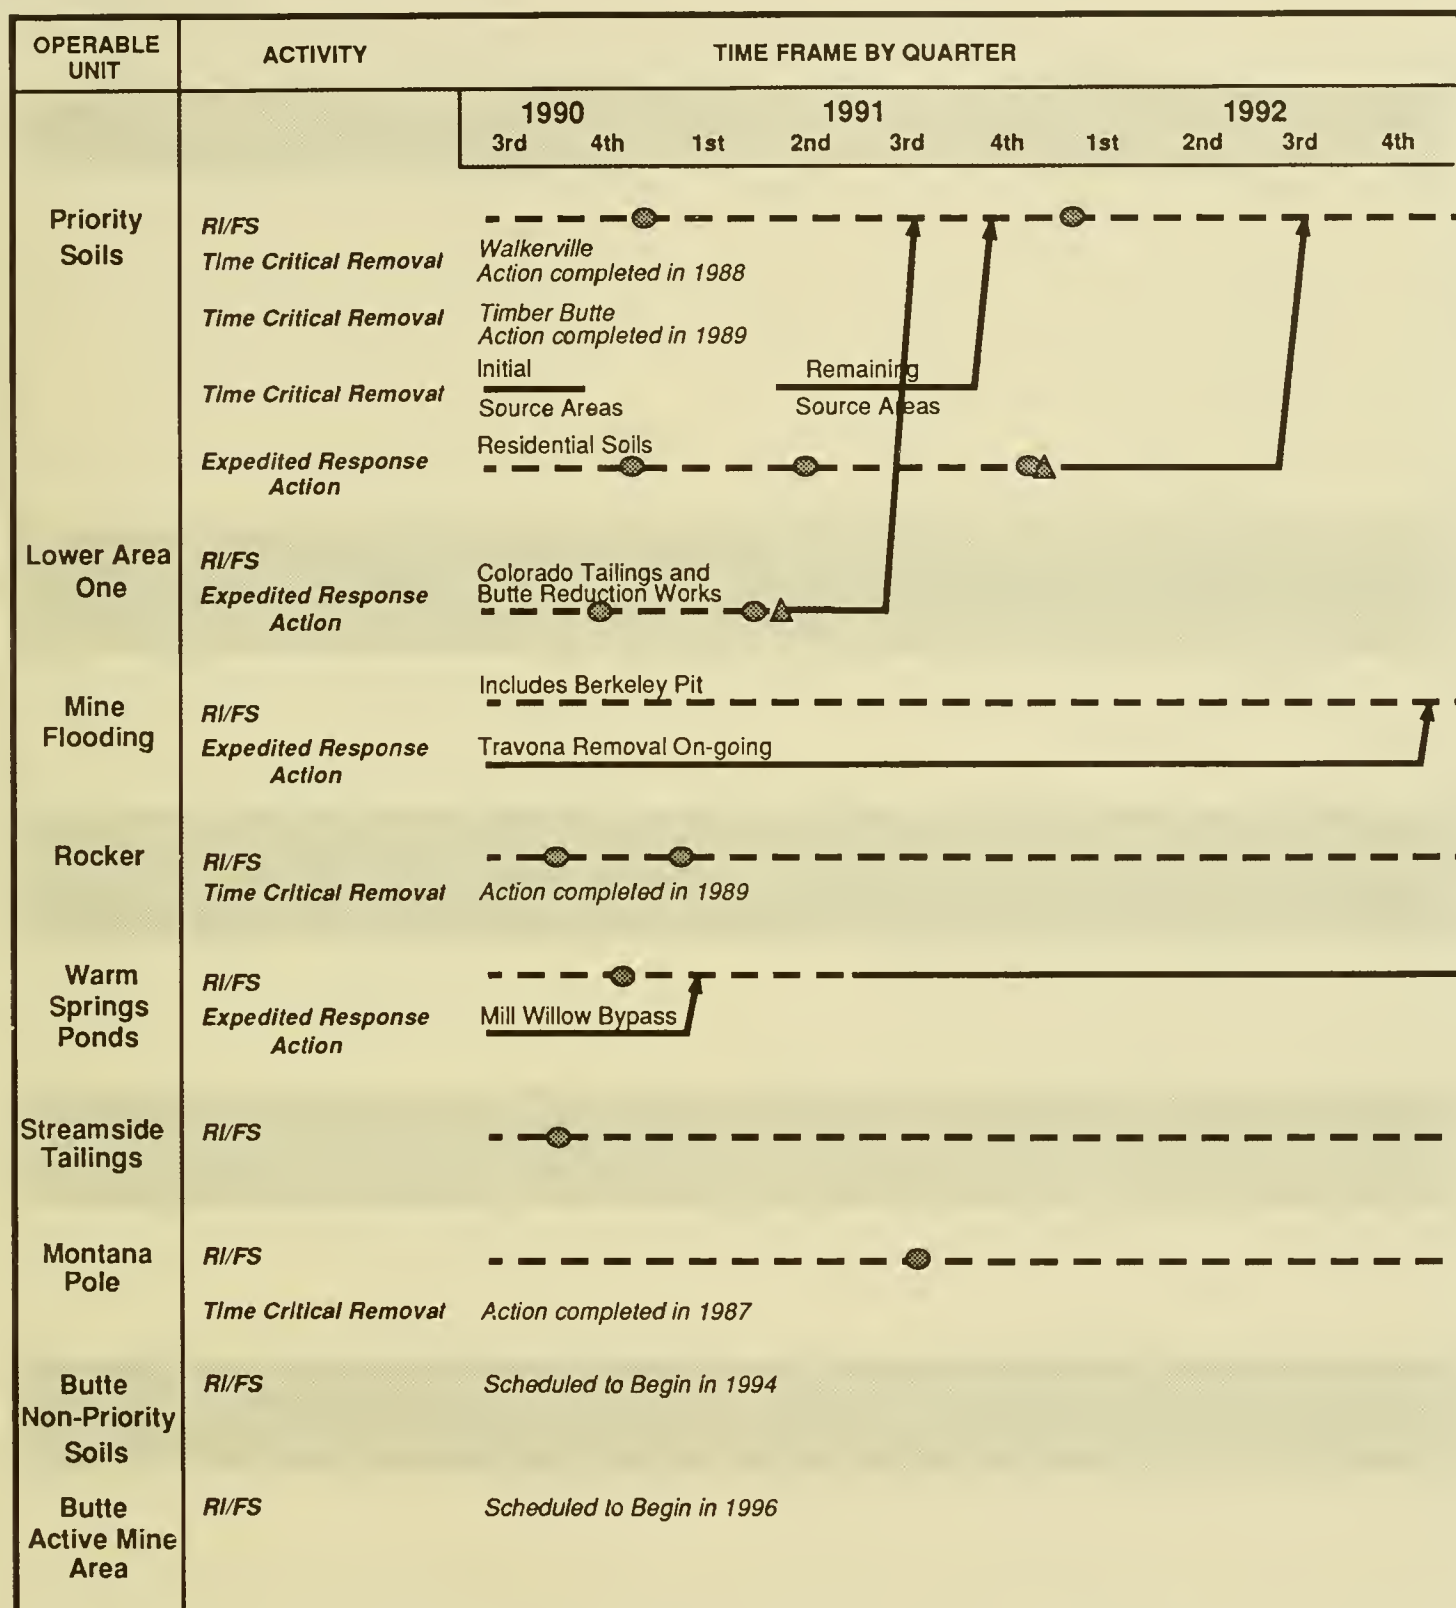 OPERABLE
UNIT
ACTIVITY
TIME FRAME BY QUARTER
1990
1991
1992
3rd 4th 1st 2nd 3rd 4th 1st 2nd 3rd 4th
Priority
Soils
RI/FS
Time Critical Removal
Walkerville
Action completed in 1988
Time Critical Removal
Timber Butte
Action completed in 1989
Time Critical Removal
Initial
Source Areas
Remaining
Source Areas
Expedited Response
Action
Residential Soils
Lower Area
One
RI/FS
Expedited Response
Action
Colorado Tailings and
Butte Reduction Works
Mine
Flooding
RI/FS
Includes Berkeley Pit
Expedited Response
Action
Travona Removal On-going
Rocker
RI/FS
Time Critical Removal
Action completed in 1989
Warm
Springs
Ponds
RI/FS
Expedited Response
Action
Mill Willow Bypass
Streamside
Tailings
RI/FS
Montana
Pole
RI/FS
Time Critical Removal
Action completed in 1987
Butte
Non-Priority
Soils
RI/FS
Scheduled to Begin in 1994
Butte
Active Mine
Area
RI/FS
Scheduled to Begin in 1996